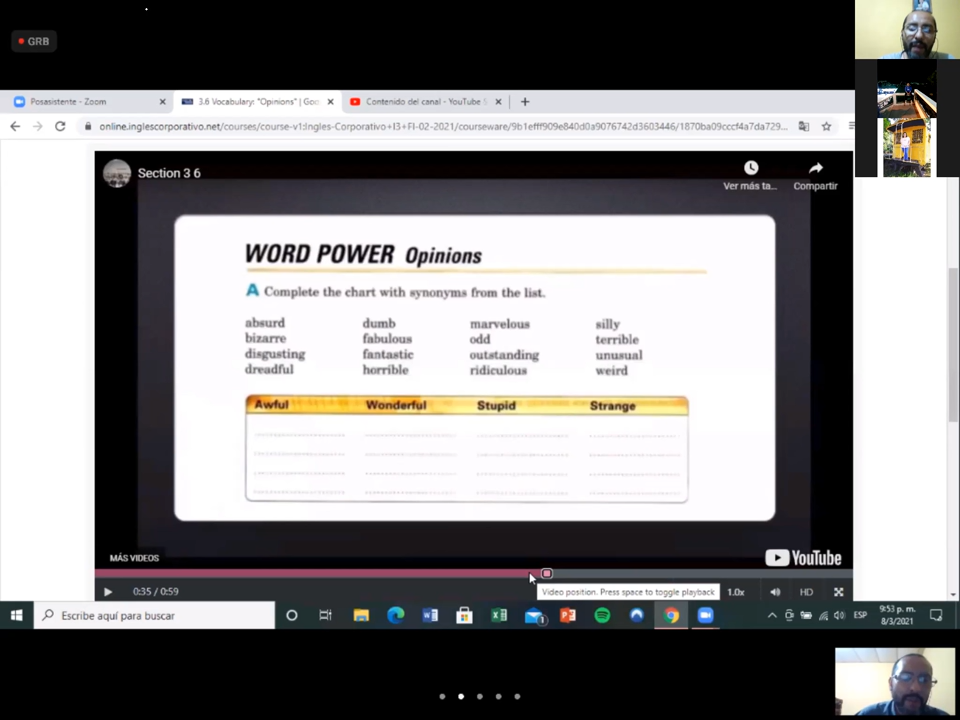 GRB
Posasistente - Zoom
3.6 Vocabulary: "Opinions" | Goo
Contenido del canal - YouTube S
online.inglescorporativo.net/courses/course-v1:Ingles-Corporativo+I3+FI-02-2021/courseware/9b1efff909e840d0a9076742d3603446/1870ba09cccf4a7da729...
Section 3 6
Ver más ta...
Compartir
WORD POWER Opinions
A Complete the chart with synonyms from the list.
absurd dumb marvelous silly
bizarre fabulous odd terrible
disgusting fantastic outstanding unusual
dreadful horrible ridiculous weird
Awful Wonderful Stupid Strange
MÁS VIDEOS
YouTube
0:35 / 0:59
Video position. Press space to toggle playback
1.0x
HD
Escribe aquí para buscar
ESP
9:53 p. m.
8/3/2021